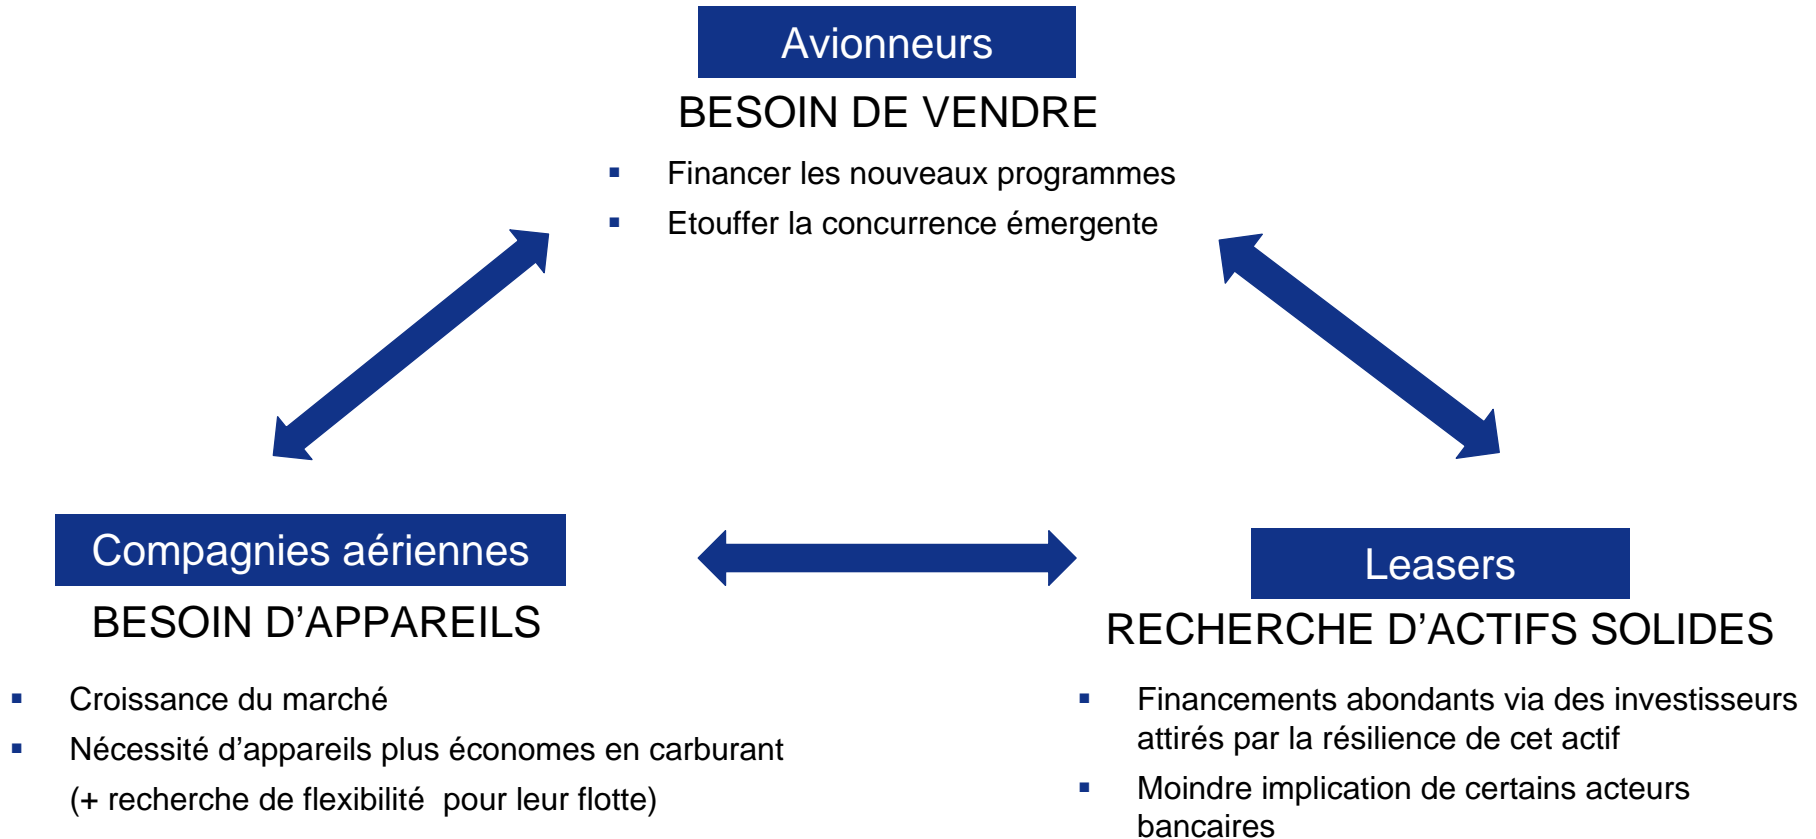 Avionneurs
BESOIN DE VENDRE
▪ Financer les nouveaux programmes
▪ Etouffer la concurrence émergente
Compagnies aériennes
BESOIN D'APPAREILS
▪ Croissance du marché
▪ Nécessité d'appareils plus économes en carburant
(+ recherche de flexibilité pour leur flotte)
Leasers
RECHERCHE D'ACTIFS SOLIDES
▪ Financements abondants via des investisseurs
attirés par la résilience de cet actif
▪ Moindre implication de certains acteurs
bancaires